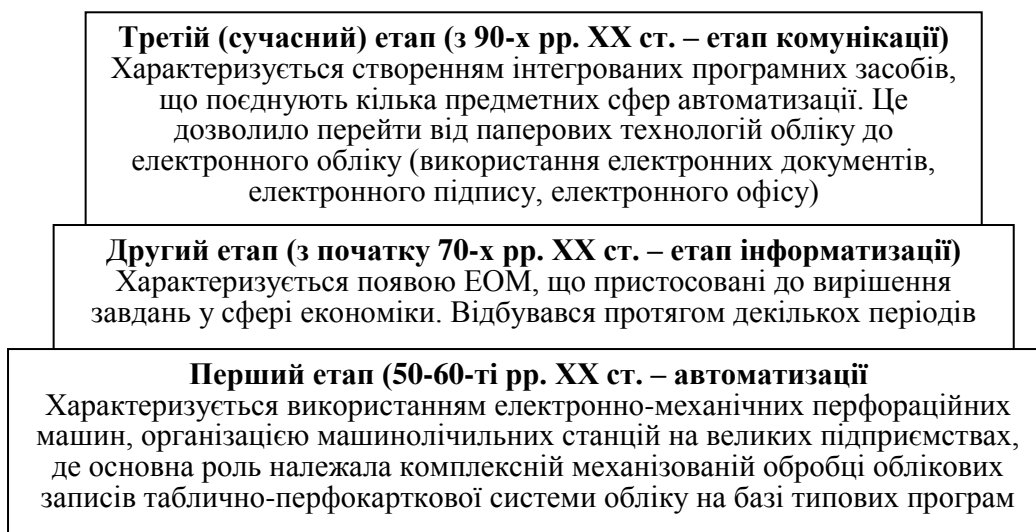 Третій (сучасний) етап (з 90-х рр. ХХ ст. – етап комунікації)
Характеризується створенням інтегрованих програмних засобів,
що поєднують кілька предметних сфер автоматизації. Це
дозволило перейти від паперових технологій обліку до
електронного обліку (використання електронних документів,
електронного підпису, електронного офісу)
Другий етап (з початку 70-х рр. ХХ ст. – етап інформатизації)
Характеризується появою ЕОМ, що пристосовані до вирішення
завдань у сфері економіки. Відбувався протягом декількох періодів
Перший етап (50-60-ті рр. ХХ ст. – автоматизації
Характеризується використанням електронно-механічних перфораційних
машин, організацією машинолічильних станцій на великих підприємствах,
де основна роль належала комплексній механізованій обробці облікових
записів таблично-перфокарткової системи обліку на базі типових програм